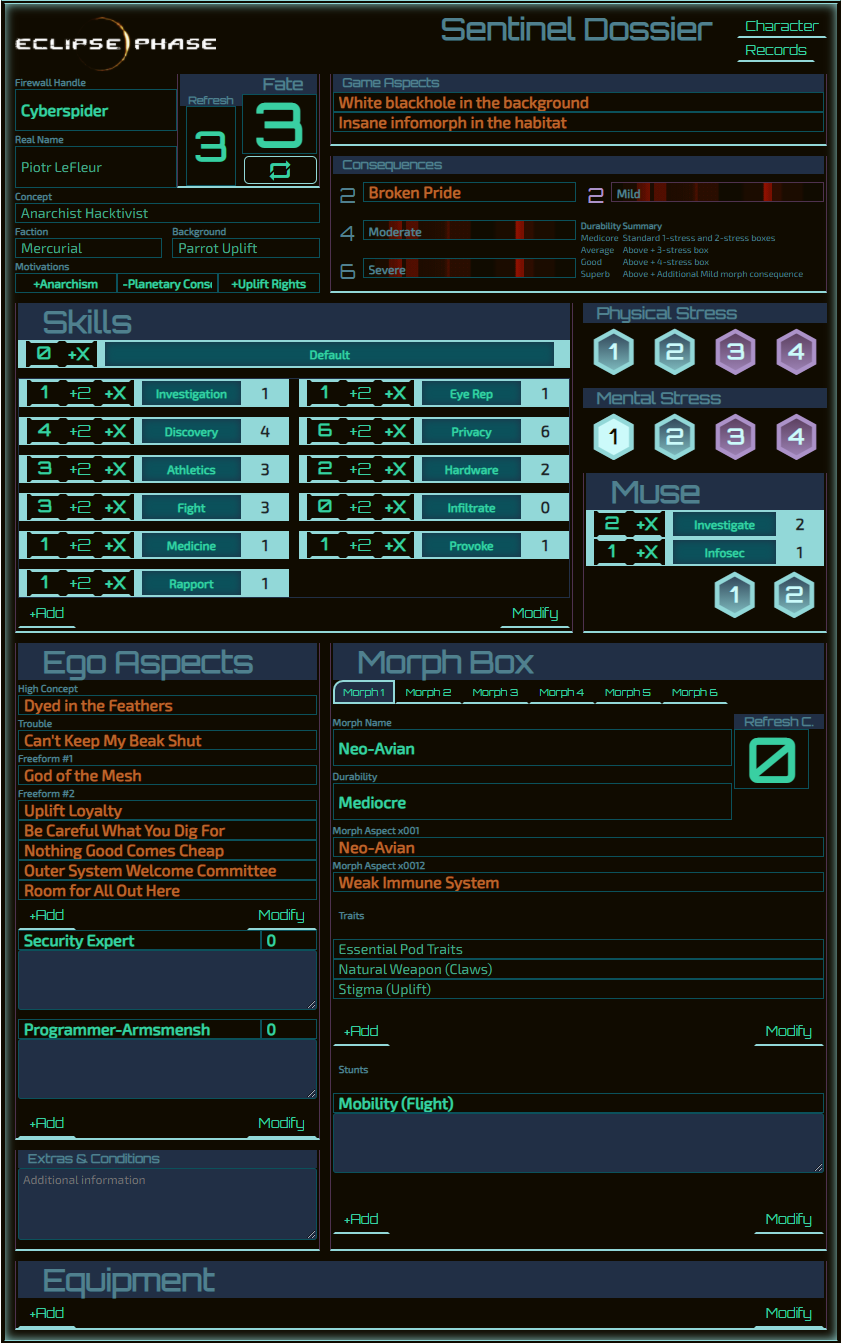 ECLIPSE PHASE
Sentinel Dossier
Character
Records
Firewall Handle
Cyberspider
Real Name
Piotr LeFleur
Refresh
3
Fate
3
Concept
Anarchist Hacktivist
Faction Background
Mercurial Parrot Uplift
Motivations
+Anarchism -Planetary Cons +Uplift Rights
Game Aspects
White blackhole in the background
Insane infomorph in the habitat
Consequences
2 Broken Pride 2 Mild
4 Moderate
6 Severe
Durability Summary
Medicore Standard 1-stress and 2-stress boxes
Average Above + 3-stress box
Good Above + 4-stress box
Superb Above + Additional Mild morph consequence
Skills
0 +X Default
1 +2 +X Investigation 1 1 +2 +X Eye Rep 1
4 +2 +X Discovery 4 6 +2 +X Privacy 6
3 +2 +X Athletics 3 2 +2 +X Hardware 2
3 +2 +X Fight 3 0 +2 +X Infiltrate 0
1 +2 +X Medicine 1 1 +2 +X Provoke 1
1 +2 +X Rapport 1
+Add Modify
Physical Stress
1 2 3 4
Mental Stress
1 2 3 4
Muse
2 +X Investigate 2
1 +X Infosec 1
1 2
Ego Aspects
High Concept
Dyed in the Feathers
Trouble
Can't Keep My Beak Shut
Freeform #1
God of the Mesh
Freeform #2
Uplift Loyalty
Be Careful What You Dig For
Nothing Good Comes Cheap
Outer System Welcome Committee
Room for All Out Here
+Add Modify
Security Expert 0
Programmer-Armsmensh 0
+Add Modify
Extras & Conditions
Additional information
Morph Box
Morph 1 Morph 2 Morph 3 Morph 4 Morph 5 Morph 6
Morph Name
Neo-Avian
Refresh C.
0
Durability
Mediocre
Morph Aspect x001
Neo-Avian
Morph Aspect x0012
Weak Immune System
Traits
Essential Pod Traits
Natural Weapon (Claws)
Stigma (Uplift)
+Add Modify
Stunts
Mobility (Flight)
+Add Modify
Equipment
+Add Modify